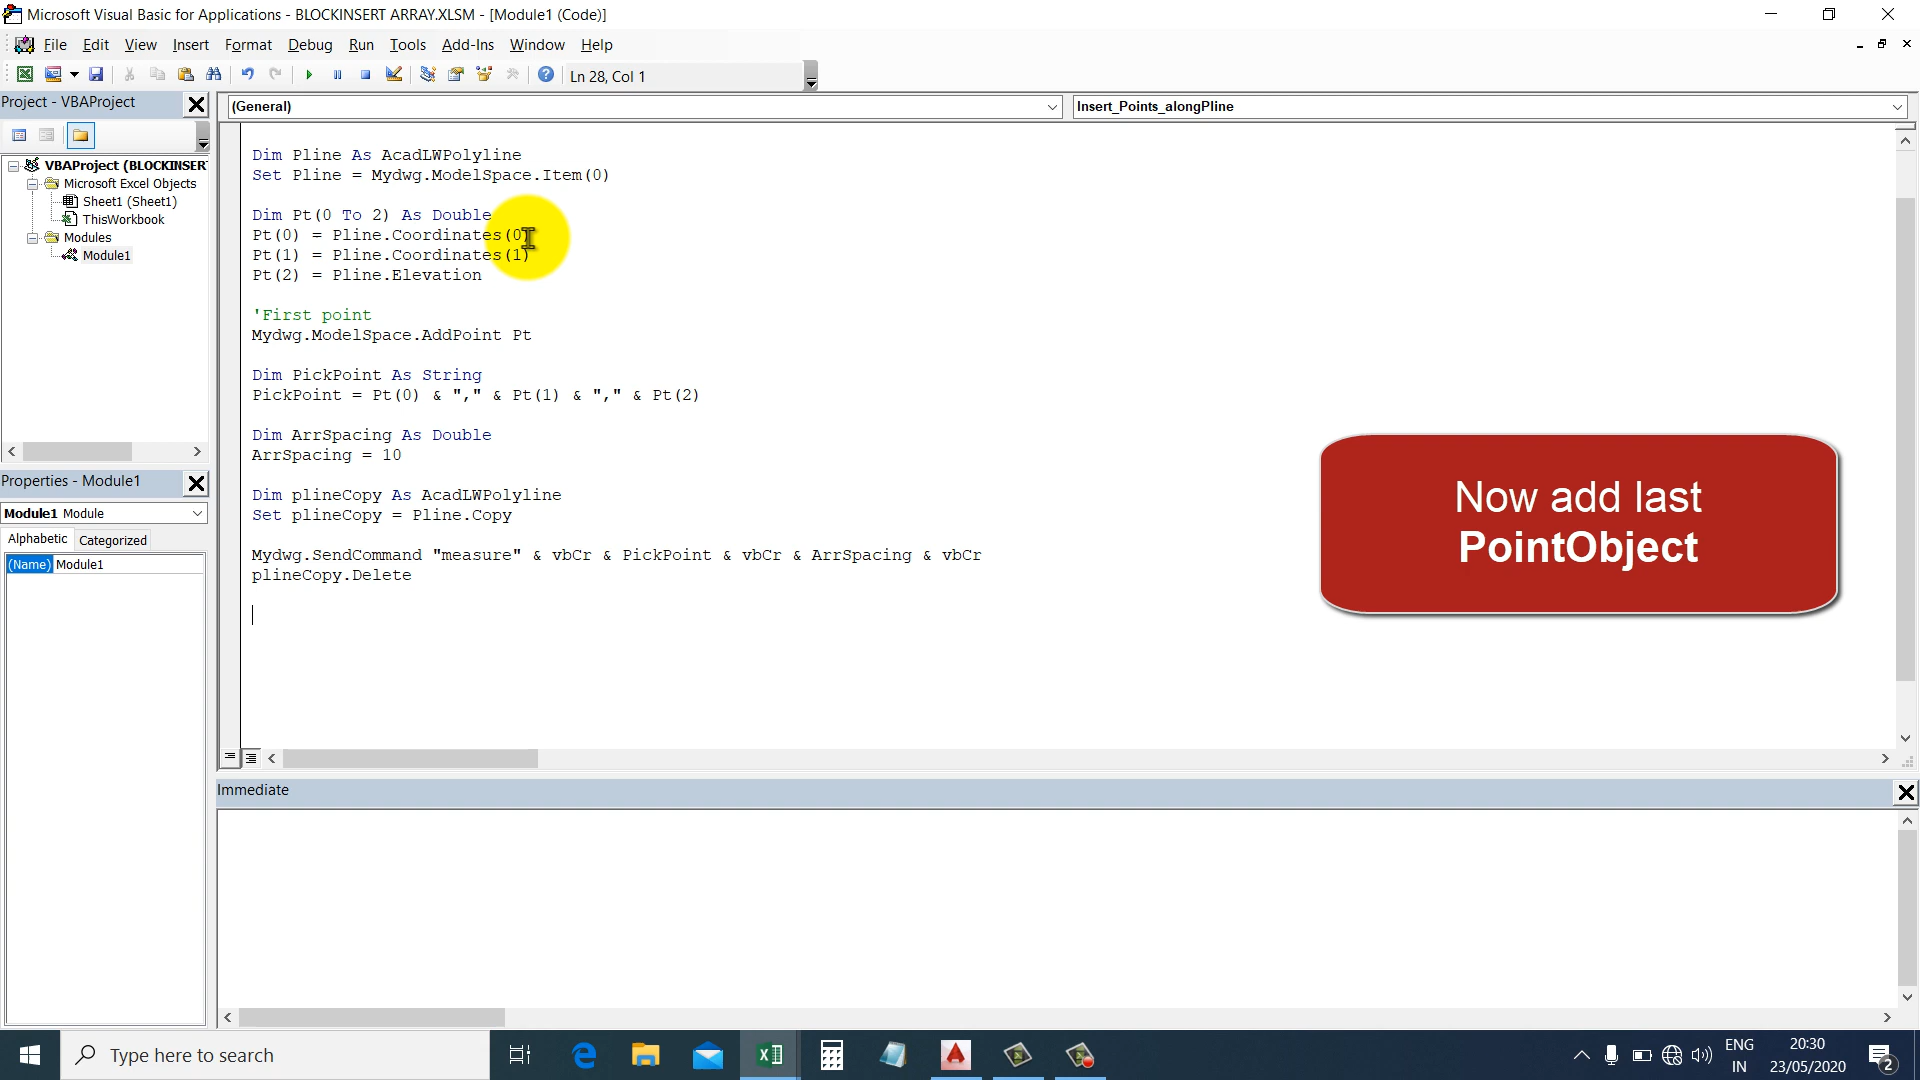 Microsoft Visual Basic for Applications - BLOCKINSERT ARRAY.XLSM - [Module1 (Code)]
File Edit View Insert Format Debug Run Tools Add-Ins Window Help
Ln 28, Col 1
Project - VBAProject
(General)
Insert_Points_alongPline
VBAProject (BLOCKINSER
Microsoft Excel Objects
Sheet1 (Sheet1)
ThisWorkbook
Modules
Module1
Properties - Module1
Module1 Module
Alphabetic Categorized
(Name) Module1
Dim Pline As AcadLWPolyline
Set Pline = Mydwg.ModelSpace.Item(0)
Dim Pt(0 To 2) As Double
Pt(0) = Pline.Coordinates(0)
Pt(1) = Pline.Coordinates(1)
Pt(2) = Pline.Elevation
'First point
Mydwg.ModelSpace.AddPoint Pt
Dim PickPoint As String
PickPoint = Pt(0) & "," & Pt(1) & "," & Pt(2)
Dim ArrSpacing As Double
ArrSpacing = 10
Dim plineCopy As AcadLWPolyline
Set plineCopy = Pline.Copy
Mydwg.SendCommand "measure" & vbCr & PickPoint & vbCr & ArrSpacing & vbCr
plineCopy.Delete
Now add last
PointObject
Immediate
Type here to search
ENG
IN
20:30
23/05/2020
2